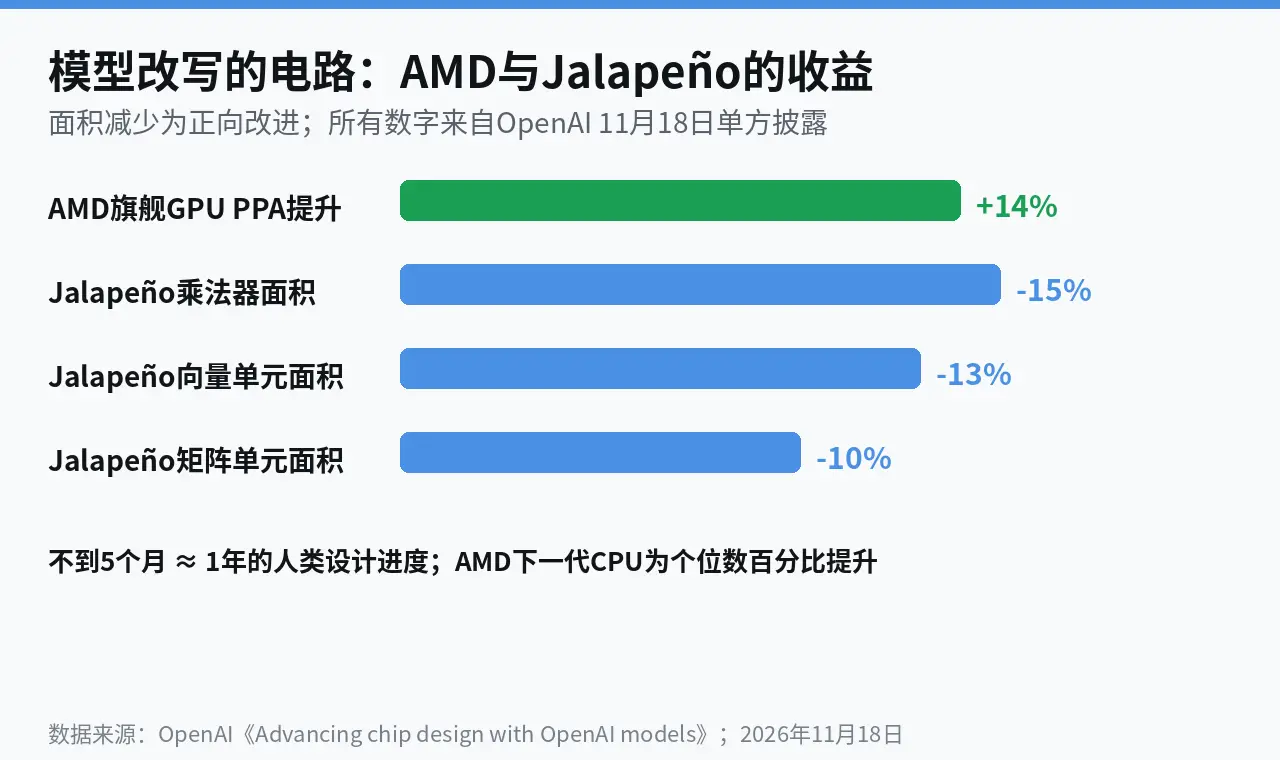 模型改写的电路：AMD与Jalapeño的收益
面积减少为正向改进；所有数字来自OpenAI 11月18日单方披露
AMD旗舰GPU PPA提升
+14%
Jalapeño乘法器面积
-15%
Jalapeño向量单元面积
-13%
Jalapeño矩阵单元面积
-10%
不到5个月 ≈ 1年的人类设计进度；AMD下一代CPU为个位数百分比提升
数据来源：OpenAI《Advancing chip design with OpenAI models》；2026年11月18日